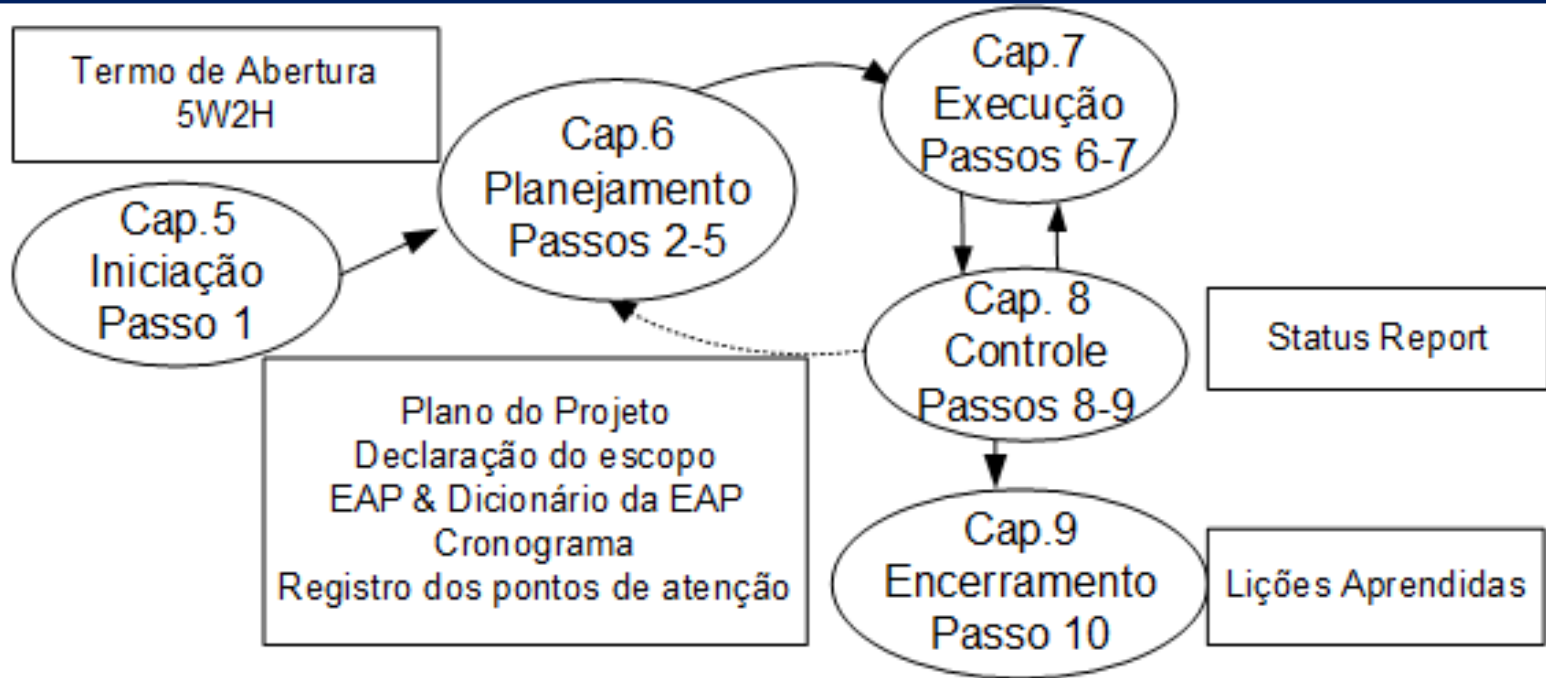 Termo de Abertura
5W2H
Cap.5
Iniciação
Passo 1
Cap.6
Planejamento
Passos 2-5
Cap.7
Execução
Passos 6-7
Cap. 8
Controle
Passos 8-9
Status Report
Plano do Projeto
Declaração do escopo
EAP & Dicionário da EAP
Cronograma
Registro dos pontos de atenção
Cap.9
Encerramento
Passo 10
Lições Aprendidas